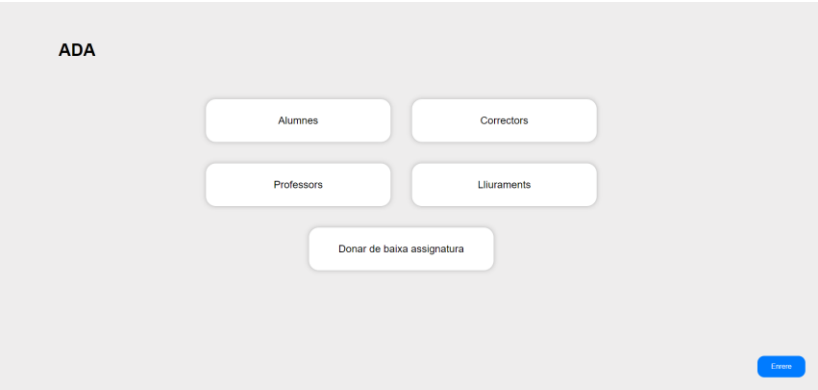 ADA
Alumnes
Correctors
Professors
Lliuraments
Donar de baixa assignatura
Enrere